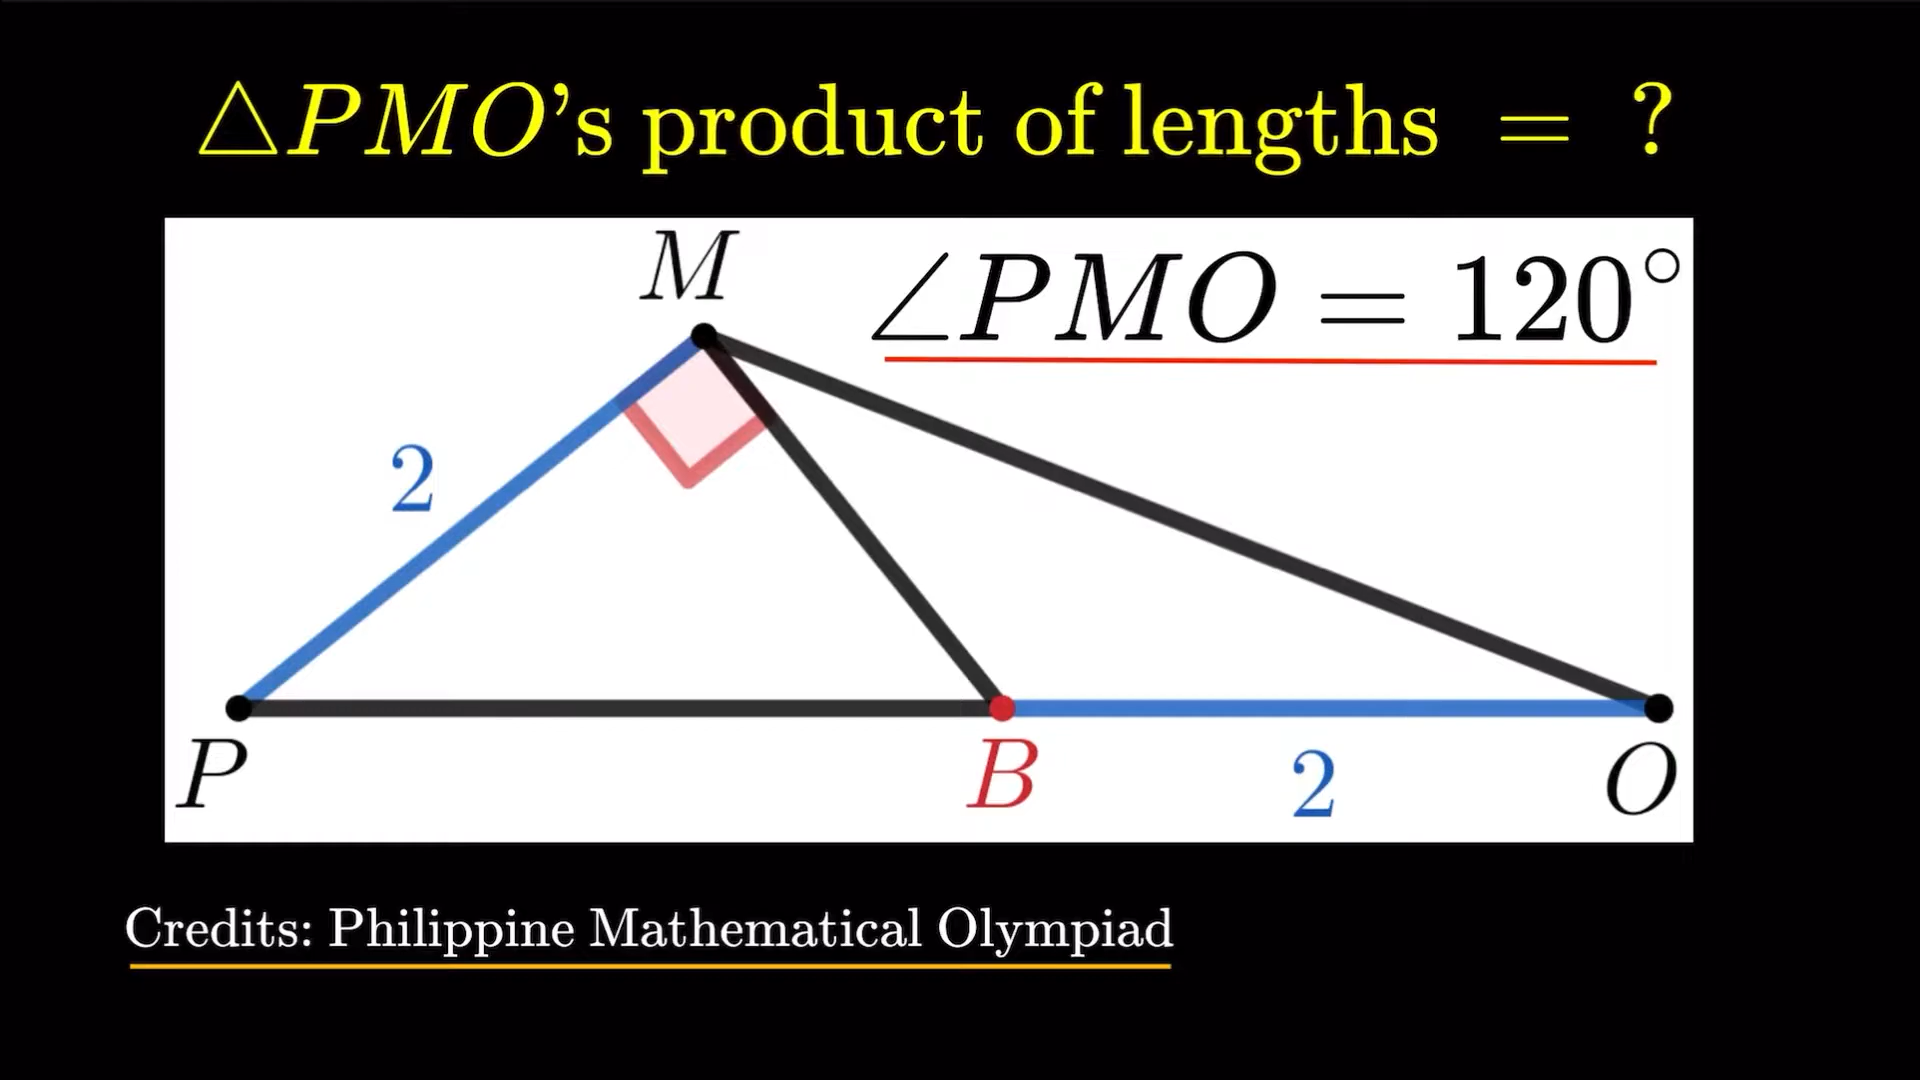 △PMO's product of lengths = ?
M
∠PMO = 120°
2
P
B
2
O
Credits: Philippine Mathematical Olympiad